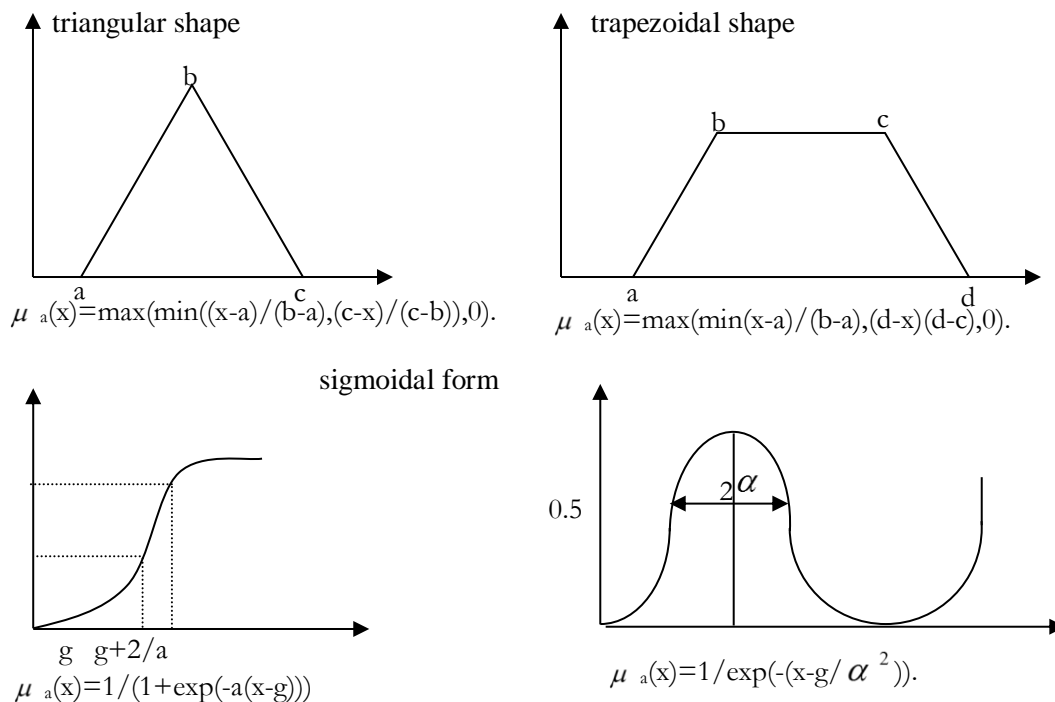 triangular shape
b
a
c
μ a(x)=max(min((x-a)/(b-a),(c-x)/(c-b)),0).
trapezoidal shape
b
c
a
d
μ a(x)=max(min(x-a)/(b-a),(d-x)(d-c),0).
sigmoidal form
g g+2/a
μ a(x)=1/(1+exp(-a(x-g)))
2α
0.5
μ a(x)=1/exp(-(x-g/α ²)).